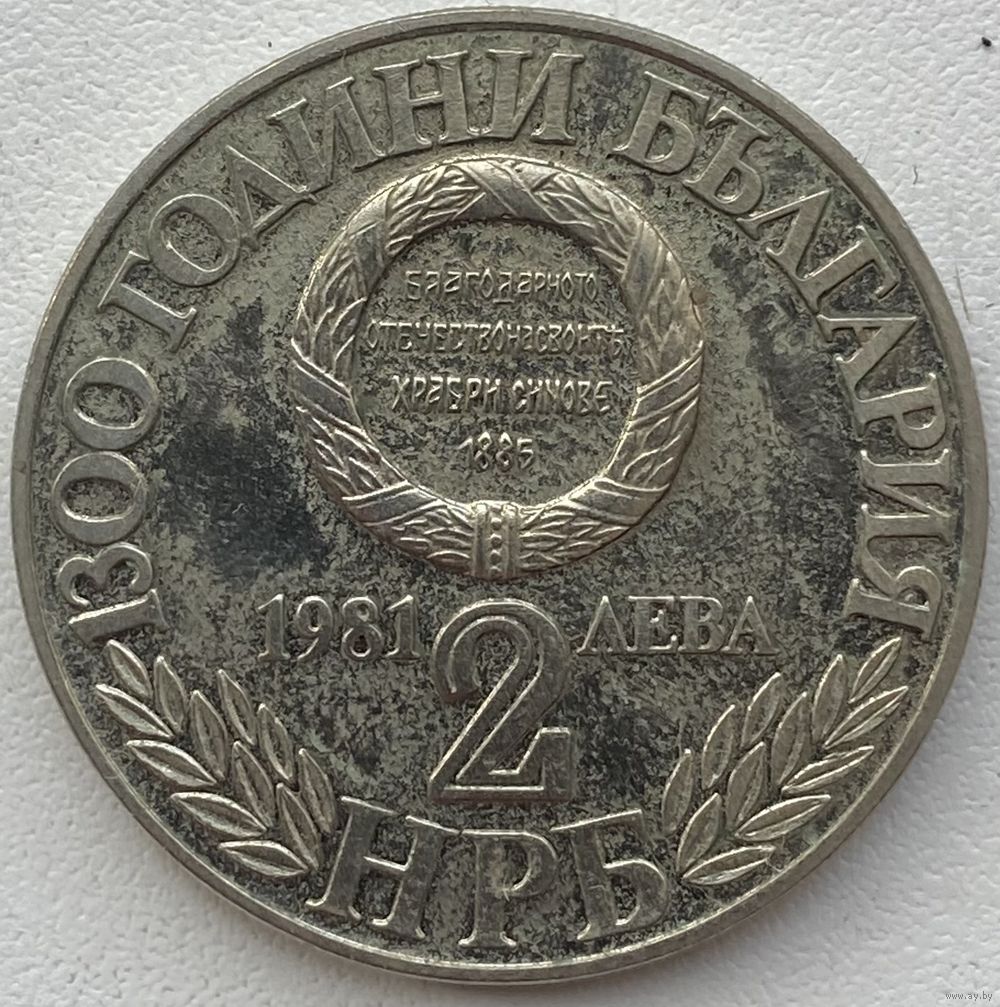 1300 ГОДИНИ БЪЛГАРИЯ
БЛАГОДАРНОТО
ОТЕЧЕСТВО НА СВОИТѢ
ХРАБРИ СИНОВЕ
1885
1981 2 ЛЕВА
НРБ
www.ay.by